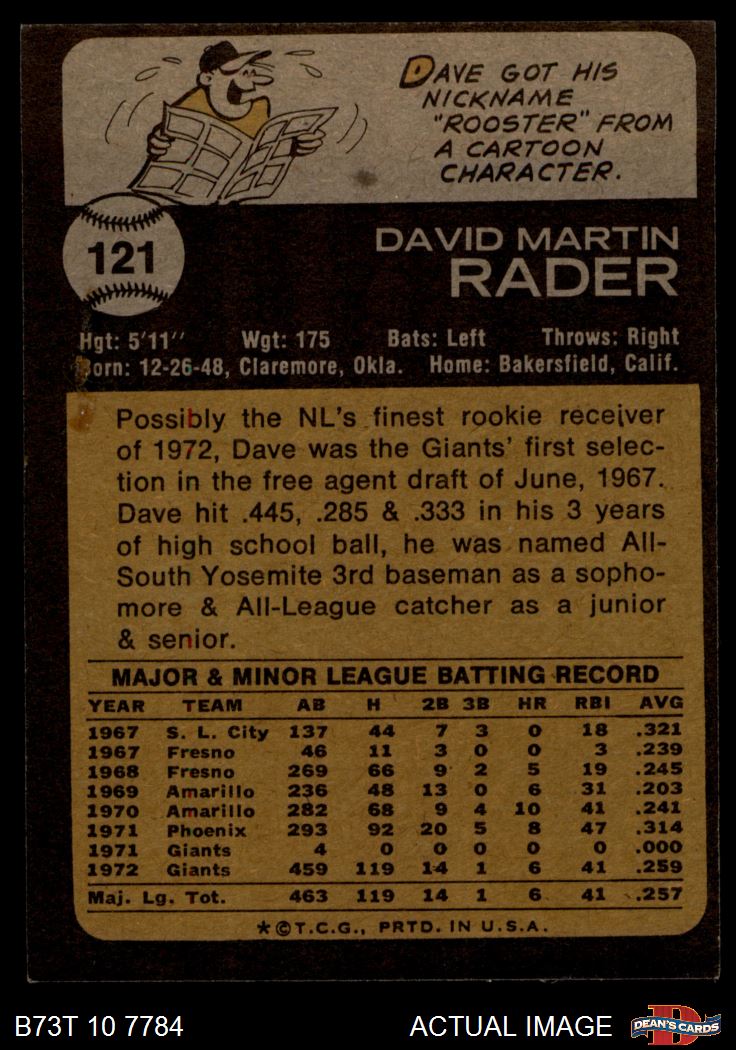 DAVE GOT HIS
NICKNAME
"ROOSTER" FROM
A CARTOON
CHARACTER.
121
DAVID MARTIN
RADER
Hgt: 5'11" Wgt: 175 Bats: Left Throws: Right
Born: 12-26-48, Claremore, Okla. Home: Bakersfield, Calif.
Possibly the NL's finest rookie receiver
of 1972, Dave was the Giants' first selec-
tion in the free agent draft of June, 1967.
Dave hit .445, .285 & .333 in his 3 years
of high school ball, he was named All-
South Yosemite 3rd baseman as a sopho-
more & All-League catcher as a junior
& senior.
MAJOR & MINOR LEAGUE BATTING RECORD
YEAR TEAM AB H 2B 3B HR RBI AVG
1967 S. L. City 137 44 7 3 0 18 .321
1967 Fresno 46 11 3 0 0 3 .239
1968 Fresno 269 66 9 2 5 19 .245
1969 Amarillo 236 48 13 0 6 31 .203
1970 Amarillo 282 68 9 4 10 41 .241
1971 Phoenix 293 92 20 5 8 47 .314
1971 Giants 4 0 0 0 0 0 .000
1972 Giants 459 119 14 1 6 41 .259
Maj. Lg. Tot. 463 119 14 1 6 41 .257
*©T.C.G., PRTD. IN U.S.A.
B73T 10 7784 ACTUAL IMAGE DEAN'S CARDS